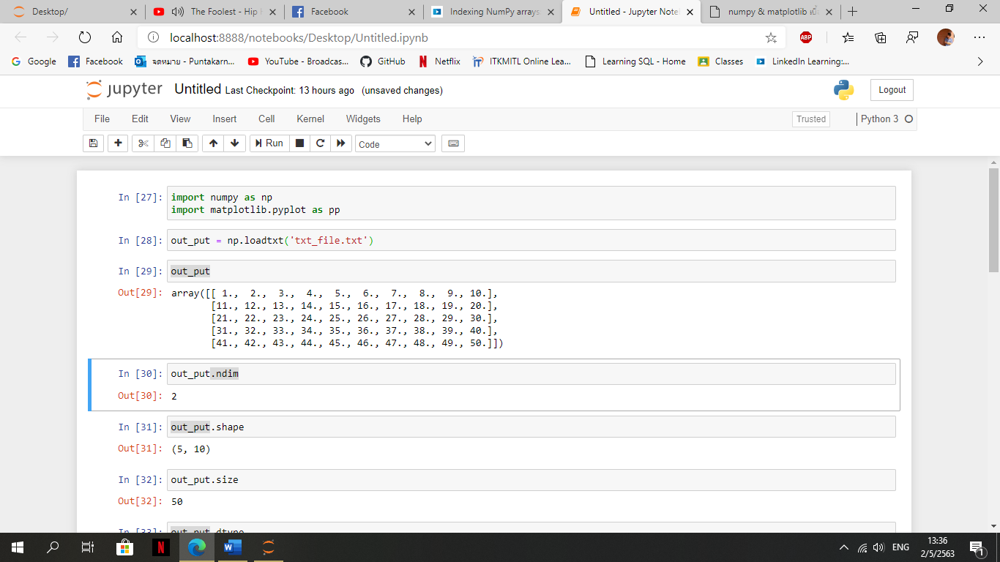 Desktop/
The Foolest - Hip
Facebook
Indexing NumPy arrays
Untitled - Jupyter Note
numpy & matplotlib
localhost:8888/notebooks/Desktop/Untitled.ipynb
ABP
Google
Facebook
จดหมาย - Puntakarn...
YouTube - Broadcas...
GitHub
Netflix
ITKMITL Online Lea...
Learning SQL - Home
Classes
LinkedIn Learning:...
jupyter Untitled Last Checkpoint: 13 hours ago (unsaved changes)
Logout
File Edit View Insert Cell Kernel Widgets Help
Trusted
Python 3
Run
Code
In [27]: import numpy as np
import matplotlib.pyplot as pp
In [28]: out_put = np.loadtxt('txt_file.txt')
In [29]: out_put
Out[29]: array([[ 1., 2., 3., 4., 5., 6., 7., 8., 9., 10.],
[11., 12., 13., 14., 15., 16., 17., 18., 19., 20.],
[21., 22., 23., 24., 25., 26., 27., 28., 29., 30.],
[31., 32., 33., 34., 35., 36., 37., 38., 39., 40.],
[41., 42., 43., 44., 45., 46., 47., 48., 49., 50.]])
In [30]: out_put.ndim
Out[30]: 2
In [31]: out_put.shape
Out[31]: (5, 10)
In [32]: out_put.size
Out[32]: 50
In [33]: out_put.dtype
ENG
13:36
2/5/2563
1